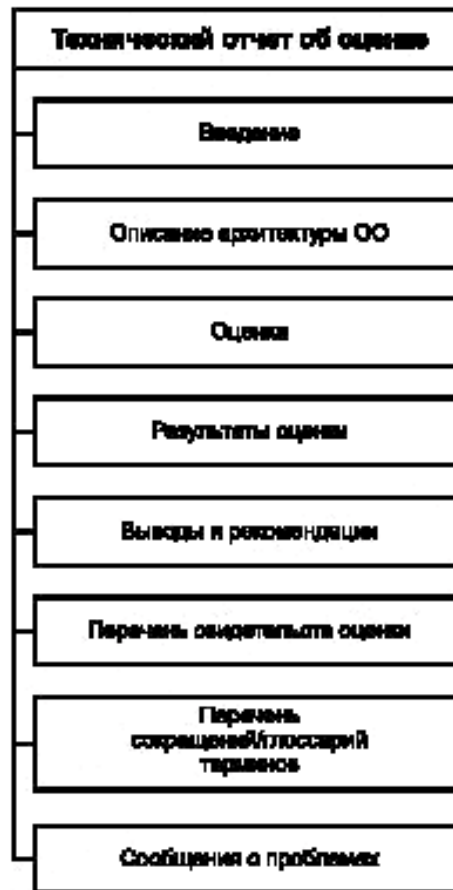 Технический отчет об оценке
Введение
Описание архитектуры ОО
Оценка
Результаты оценки
Выводы и рекомендации
Перечень свидетельств оценки
Перечень
сокращений/глоссарий
терминов
Сообщения о проблемах